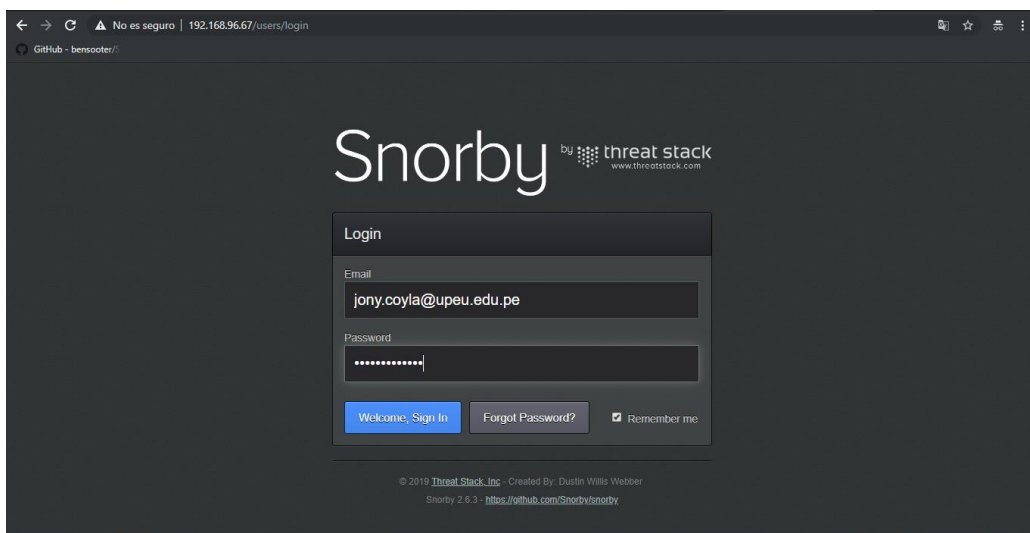 No es seguro | 192.168.96.67/users/login
GitHub - bensooter/
Snorby by threat stack
www.threatstack.com
Login
Email
jony.coyla@upeu.edu.pe
Password
•••••••••••••
Welcome, Sign In
Forgot Password?
Remember me
© 2019 Threat Stack, Inc - Created By: Dustin Willis Webber
Snorby 2.6.3 - https://github.com/Snorby/snorby